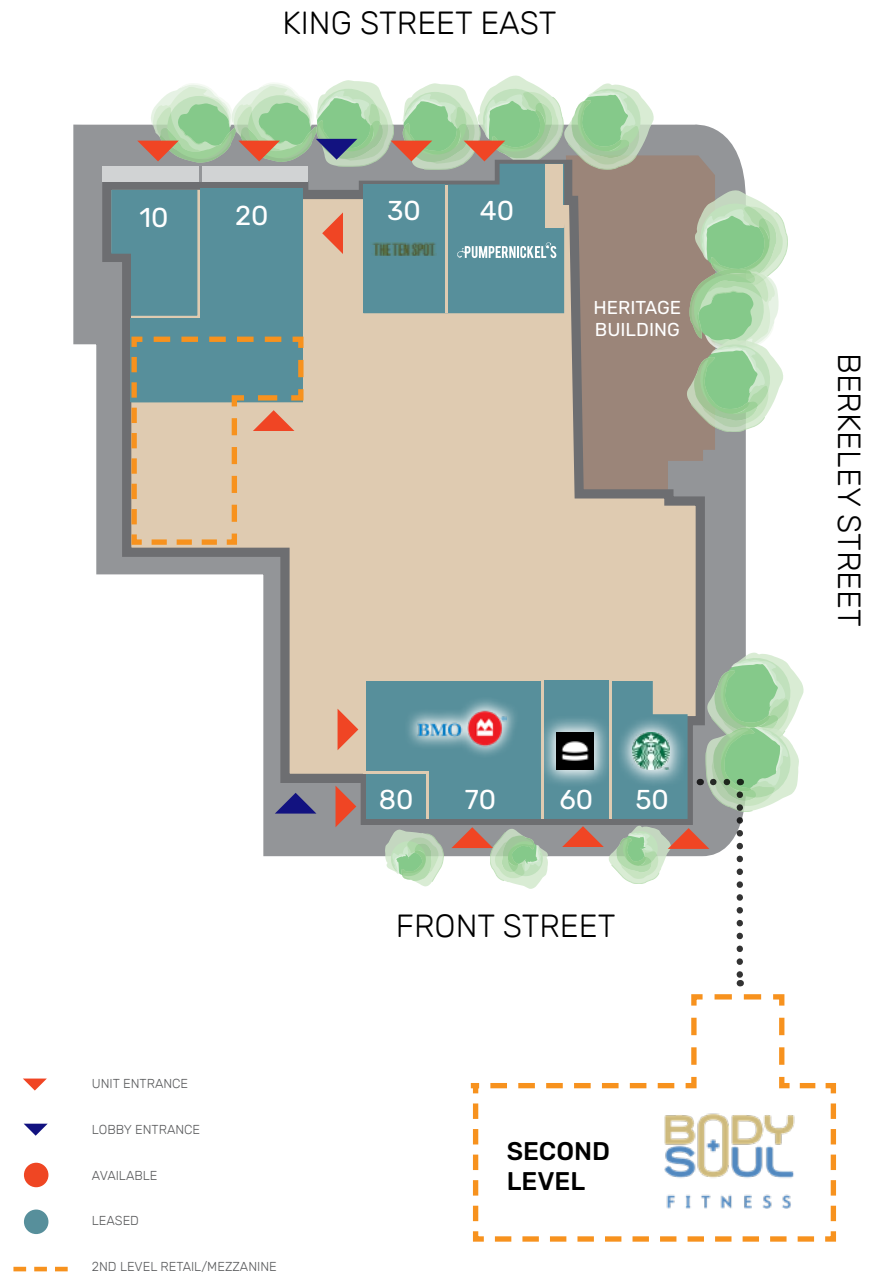 KING STREET EAST
10
20
30
40
THE TEN SPOT
PUMPERNICKEL'S
HERITAGE
BUILDING
BERKELEY STREET
BMO
80
70
60
50
FRONT STREET
SECOND
LEVEL
BODY
+
SOUL
FITNESS
UNIT ENTRANCE
LOBBY ENTRANCE
AVAILABLE
LEASED
2ND LEVEL RETAIL/MEZZANINE